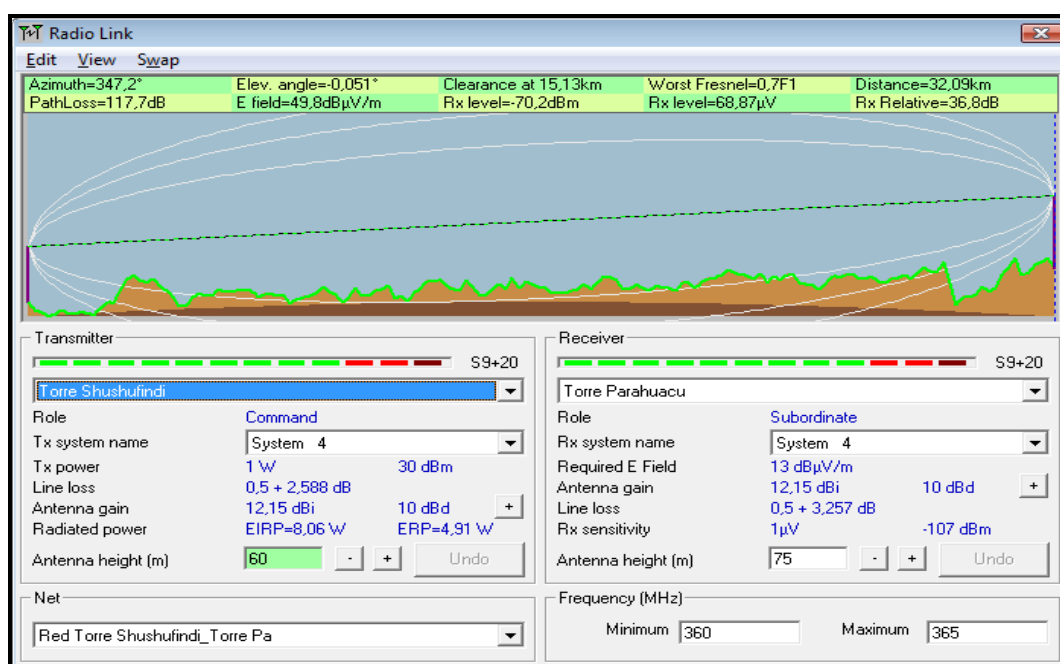 Radio Link
Edit View Swap
Azimuth=347,2° Elev. angle=-0,051° Clearance at 15,13km Worst Fresnel=0,7F1 Distance=32,09km
PathLoss=117,7dB E field=49,8dBµV/m Rx level=-70,2dBm Rx level=68,87µV Rx Relative=36,8dB
Transmitter
S9+20
Torre Shushufindi
Role Command
Tx system name System 4
Tx power 1 W 30 dBm
Line loss 0,5 + 2,588 dB
Antenna gain 12,15 dBi 10 dBd +
Radiated power EIRP=8,06 W ERP=4,91 W
Antenna height (m) 60 - + Undo
Net
Red Torre Shushufindi_Torre Pa
Receiver
S9+20
Torre Parahuacu
Role Subordinate
Rx system name System 4
Required E Field 13 dBµV/m
Antenna gain 12,15 dBi 10 dBd +
Line loss 0,5 + 3,257 dB
Rx sensitivity 1µV -107 dBm
Antenna height (m) 75 - + Undo
Frequency (MHz)
Minimum 360 Maximum 365